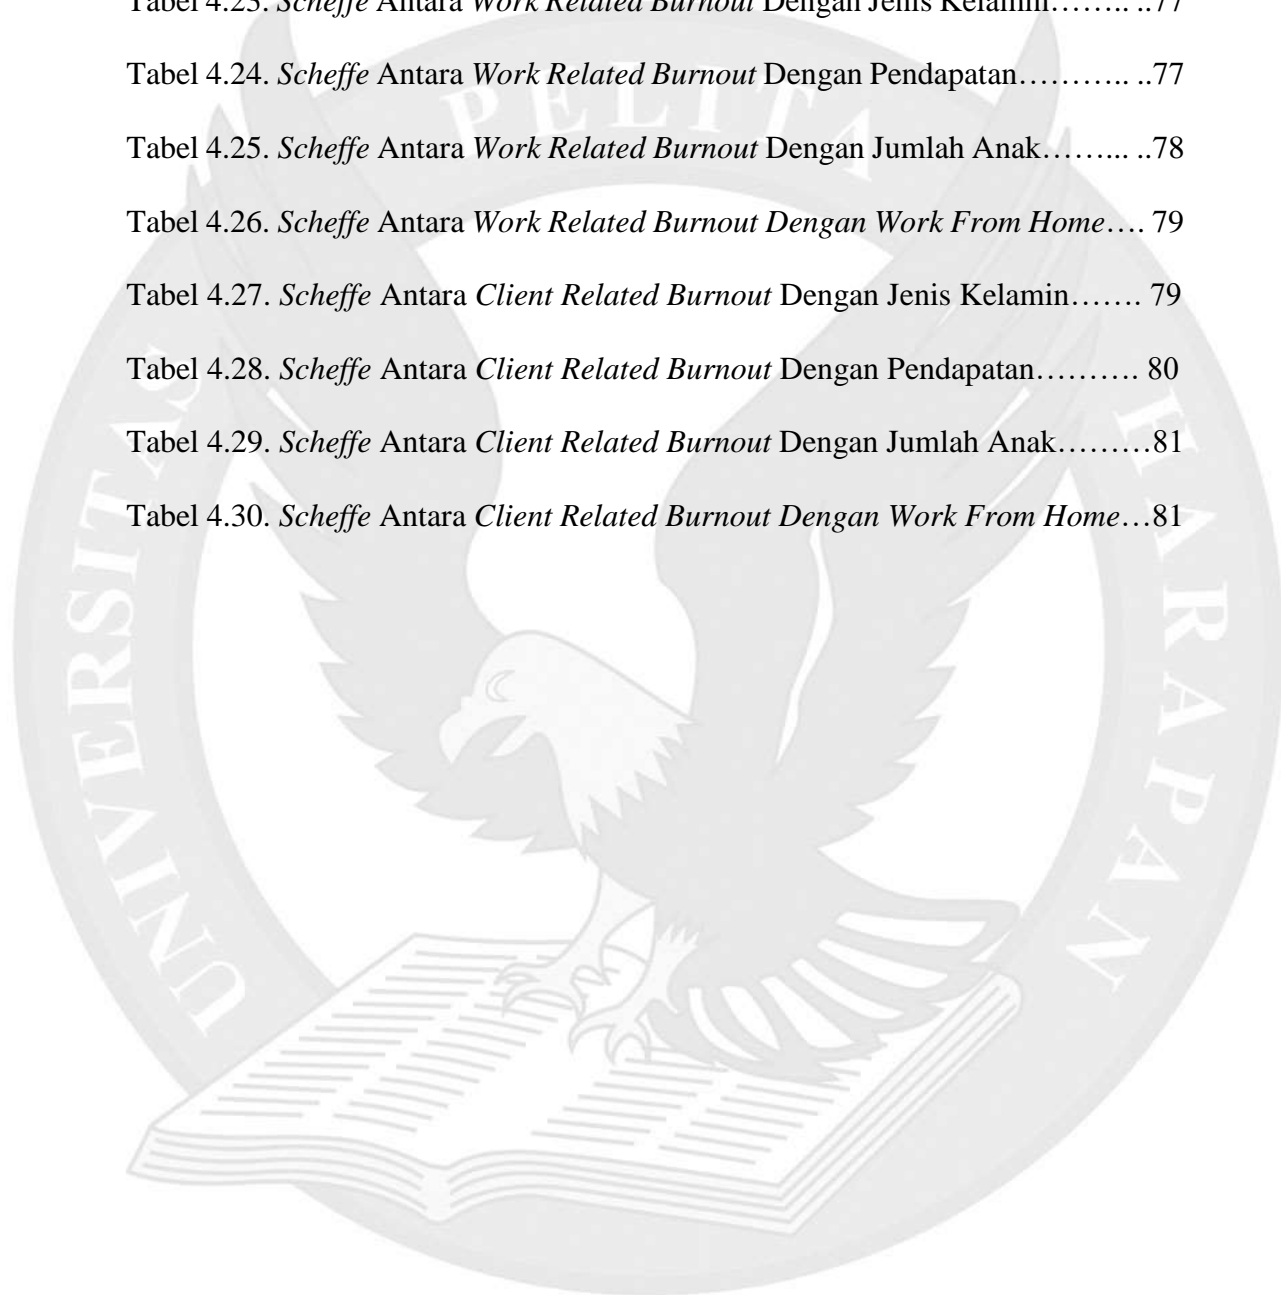 Tabel 4.23. Scheffe Antara Work Related Burnout Dengan Jenis Kelamin…….. ..77
Tabel 4.24. Scheffe Antara Work Related Burnout Dengan Pendapatan………... ..77
Tabel 4.25. Scheffe Antara Work Related Burnout Dengan Jumlah Anak……... ..78
Tabel 4.26. Scheffe Antara Work Related Burnout Dengan Work From Home…. 79
Tabel 4.27. Scheffe Antara Client Related Burnout Dengan Jenis Kelamin……. 79
Tabel 4.28. Scheffe Antara Client Related Burnout Dengan Pendapatan………. 80
Tabel 4.29. Scheffe Antara Client Related Burnout Dengan Jumlah Anak………81
Tabel 4.30. Scheffe Antara Client Related Burnout Dengan Work From Home…81
UNIVERSITAS PELITA HARAPAN